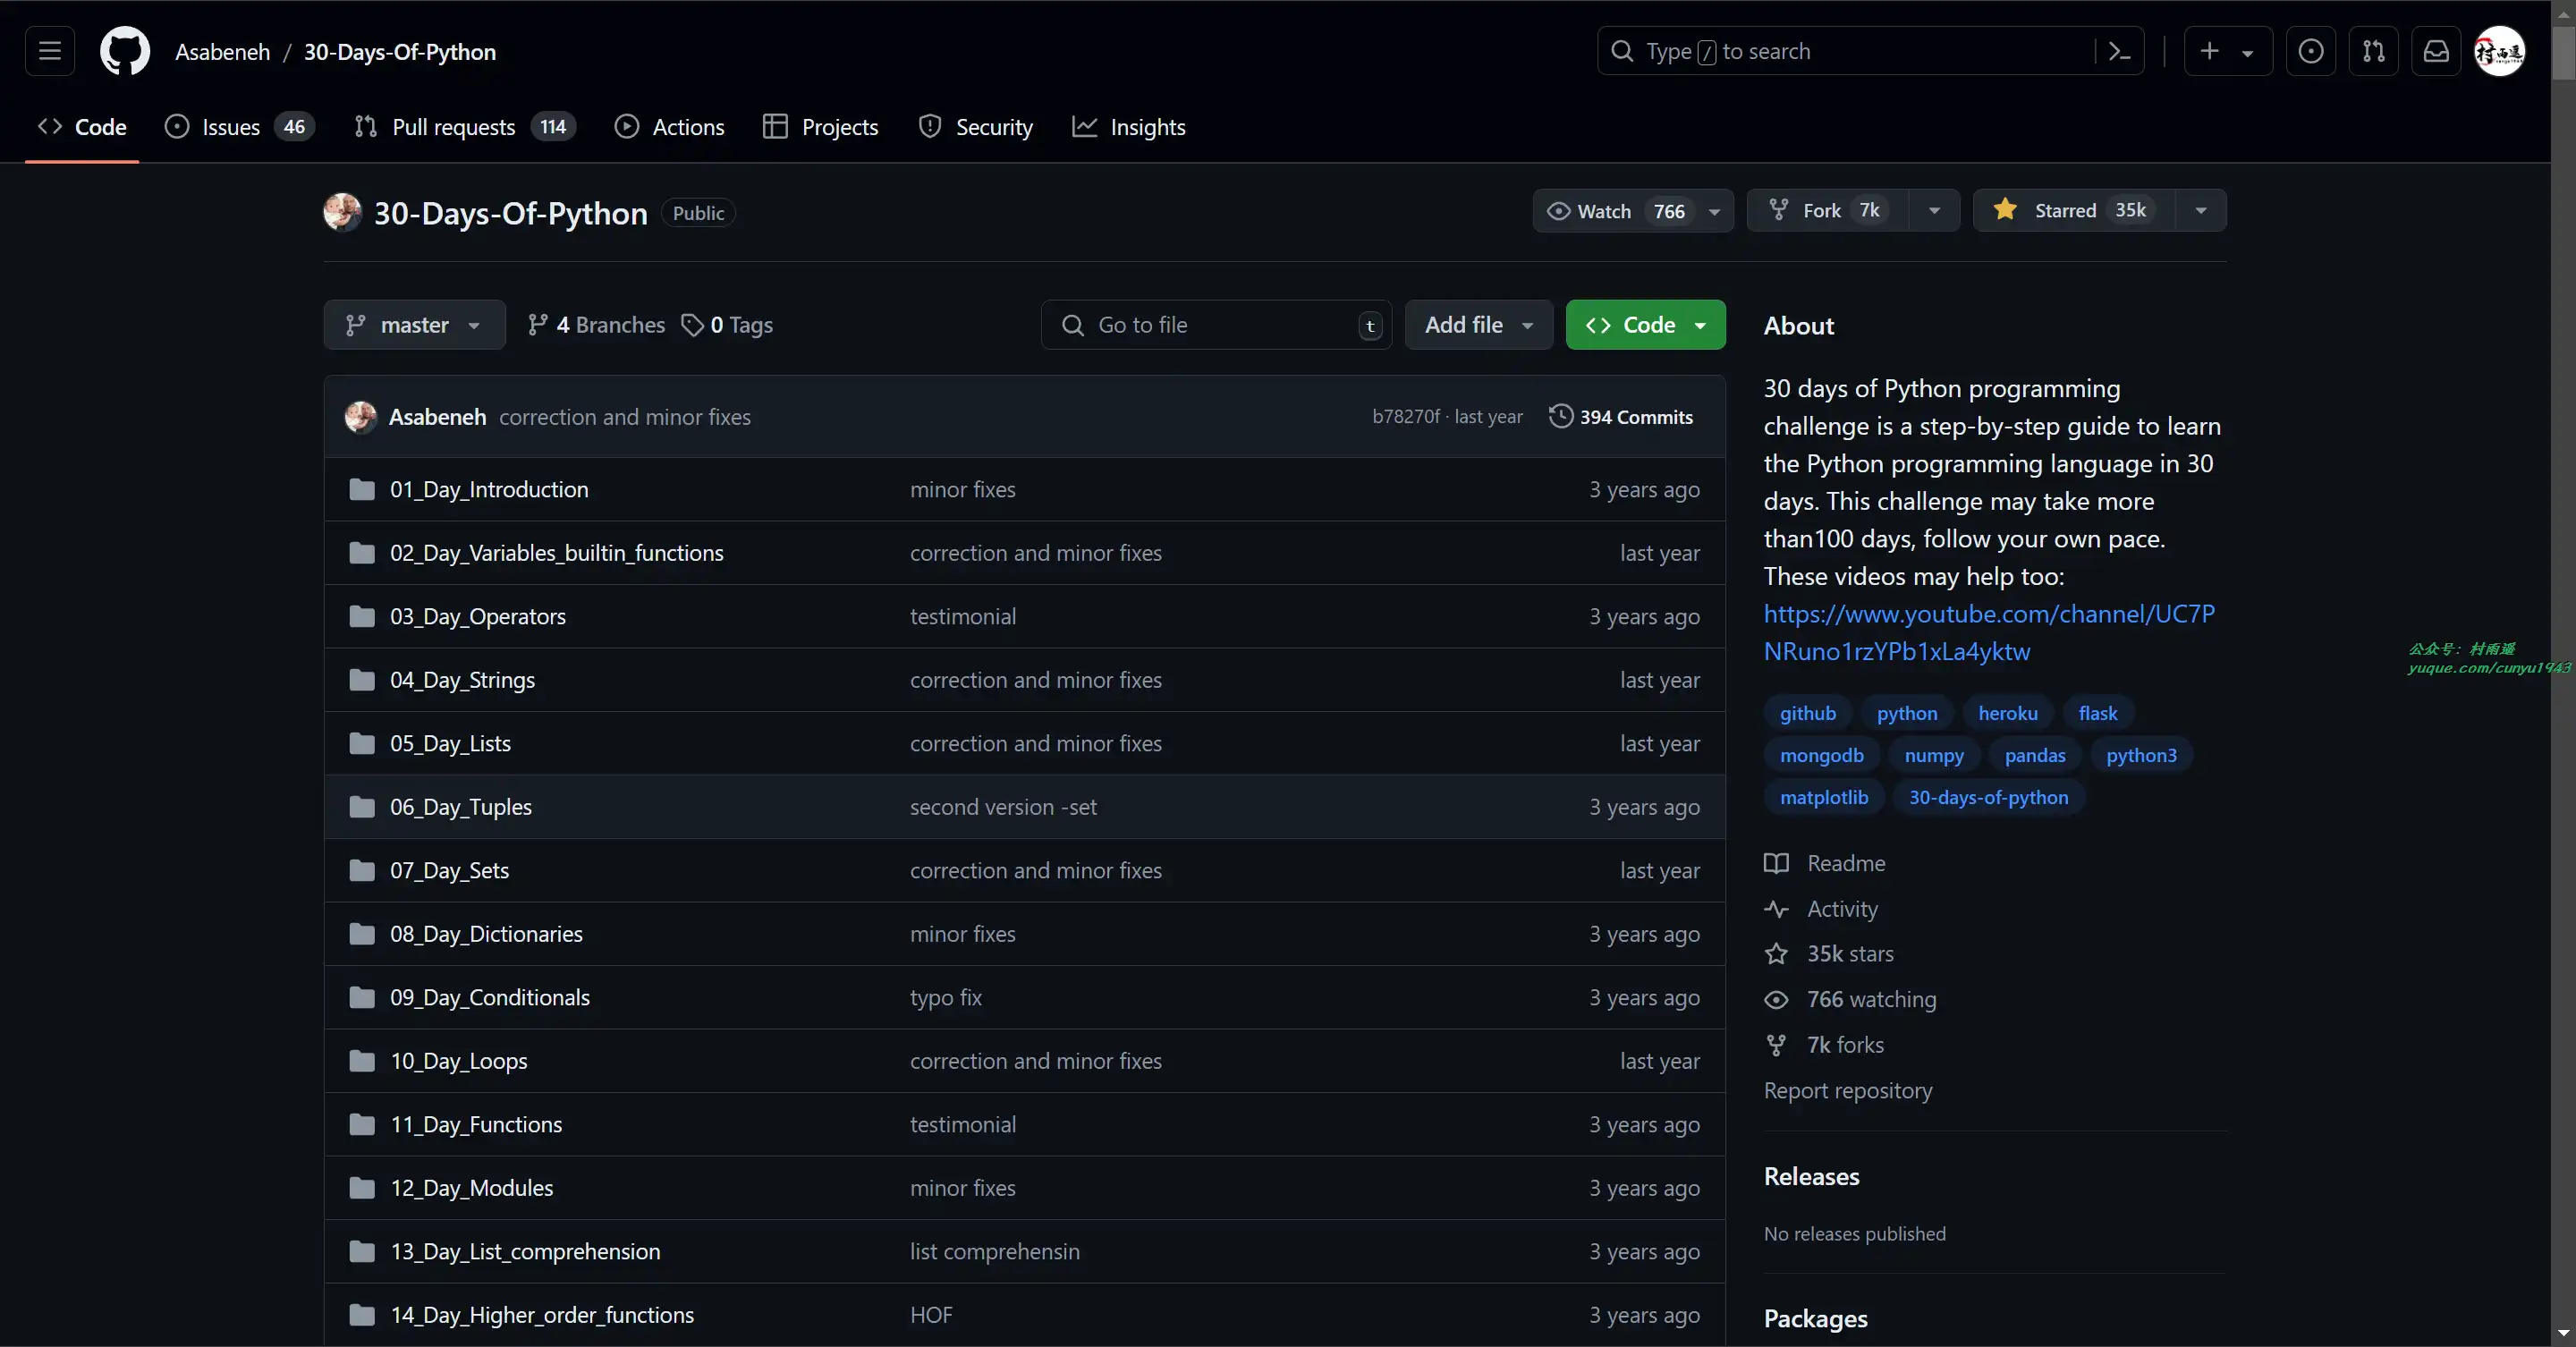 Asabeneh / 30-Days-Of-Python
Type / to search
Code
Issues 46
Pull requests 114
Actions
Projects
Security
Insights
30-Days-Of-Python Public
Watch 766
Fork 7k
Starred 35k
master
4 Branches
0 Tags
Go to file t
Add file
Code
Asabeneh correction and minor fixes b78270f · last year 394 Commits
01_Day_Introduction minor fixes 3 years ago
02_Day_Variables_builtin_functions correction and minor fixes last year
03_Day_Operators testimonial 3 years ago
04_Day_Strings correction and minor fixes last year
05_Day_Lists correction and minor fixes last year
06_Day_Tuples second version -set 3 years ago
07_Day_Sets correction and minor fixes last year
08_Day_Dictionaries minor fixes 3 years ago
09_Day_Conditionals typo fix 3 years ago
10_Day_Loops correction and minor fixes last year
11_Day_Functions testimonial 3 years ago
12_Day_Modules minor fixes 3 years ago
13_Day_List_comprehension list comprehensin 3 years ago
14_Day_Higher_order_functions HOF 3 years ago
About
30 days of Python programming
challenge is a step-by-step guide to learn
the Python programming language in 30
days. This challenge may take more
than100 days, follow your own pace.
These videos may help too:
https://www.youtube.com/channel/UC7P
NRuno1rzYPb1xLa4yktw
github python heroku flask
mongodb numpy pandas python3
matplotlib 30-days-of-python
Readme
Activity
35k stars
766 watching
7k forks
Report repository
Releases
No releases published
Packages
公众号：村雨遥
yuque.com/cunyu1943